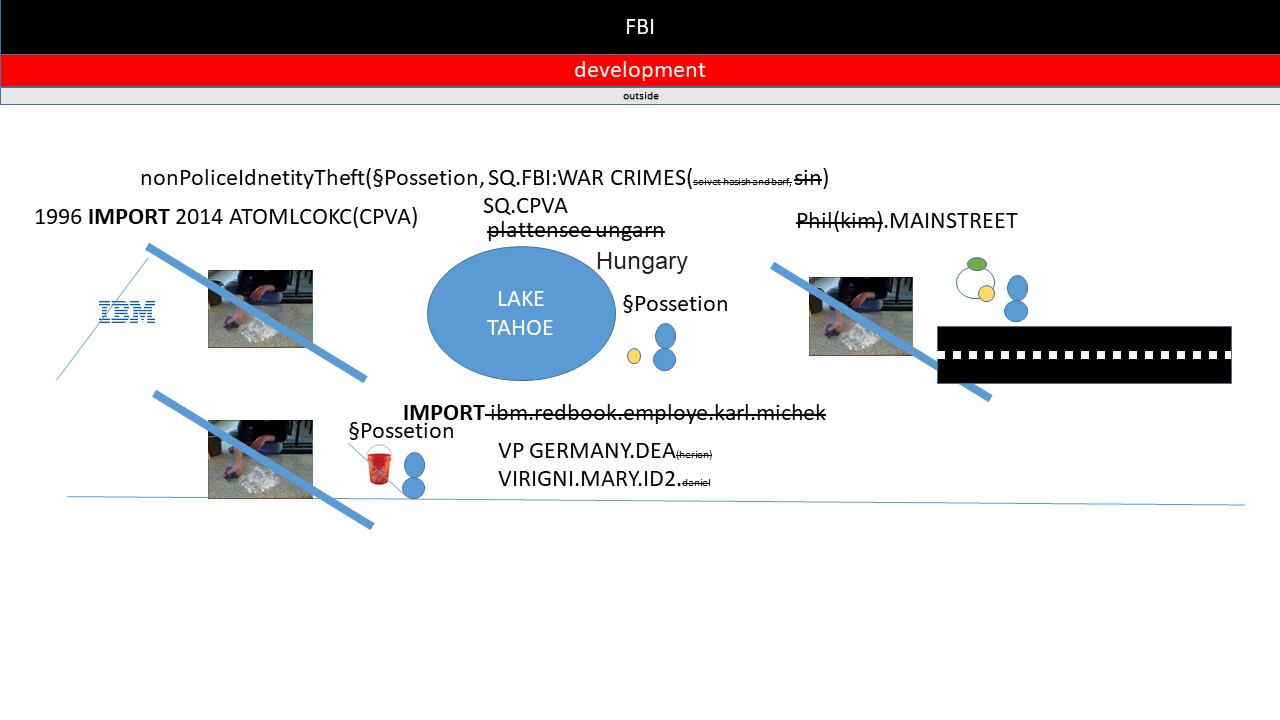 FBI
development
outside
nonPoliceIdnetityTheft(§Possetion, SQ.FBI:WAR CRIMES(soivet hasish and barf, sin)
SQ.CPVA
1996 IMPORT 2014 ATOMLCOKC(CPVA)
plattensee ungarn
Phil(kim).MAINSTREET
Hungary
IBM
LAKE
TAHOE
§Possetion
IMPORT ibm.redbook.employe.karl.michek
§Possetion
VP GERMANY.DEA(herion)
VIRIGNI.MARY.ID2.daniel